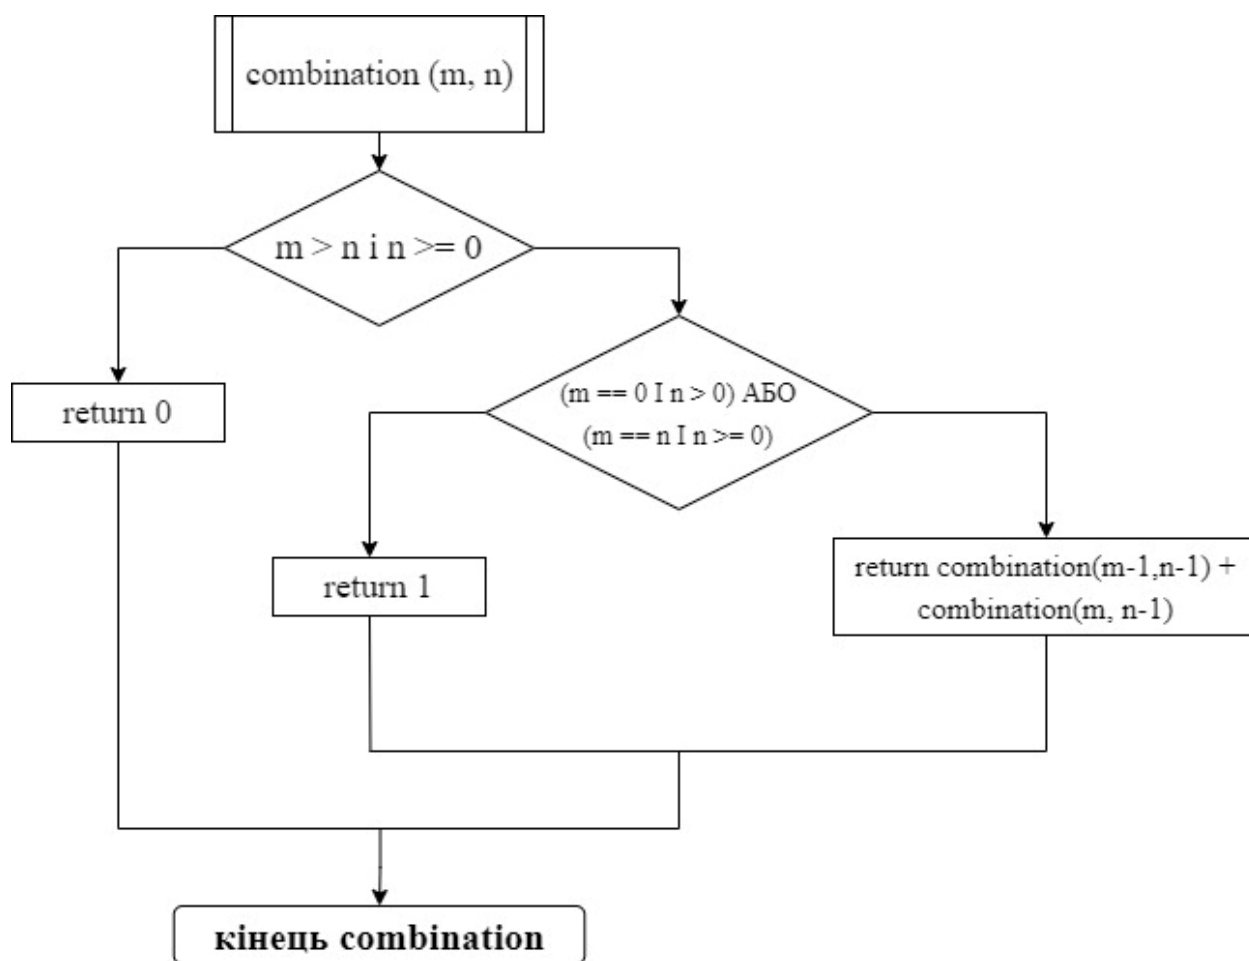 combination (m, n)
m > n і n >= 0
(m == 0 І n > 0) АБО
(m == n І n >= 0)
return 0
return 1
return combination(m-1,n-1) +
combination(m, n-1)
кінець combination